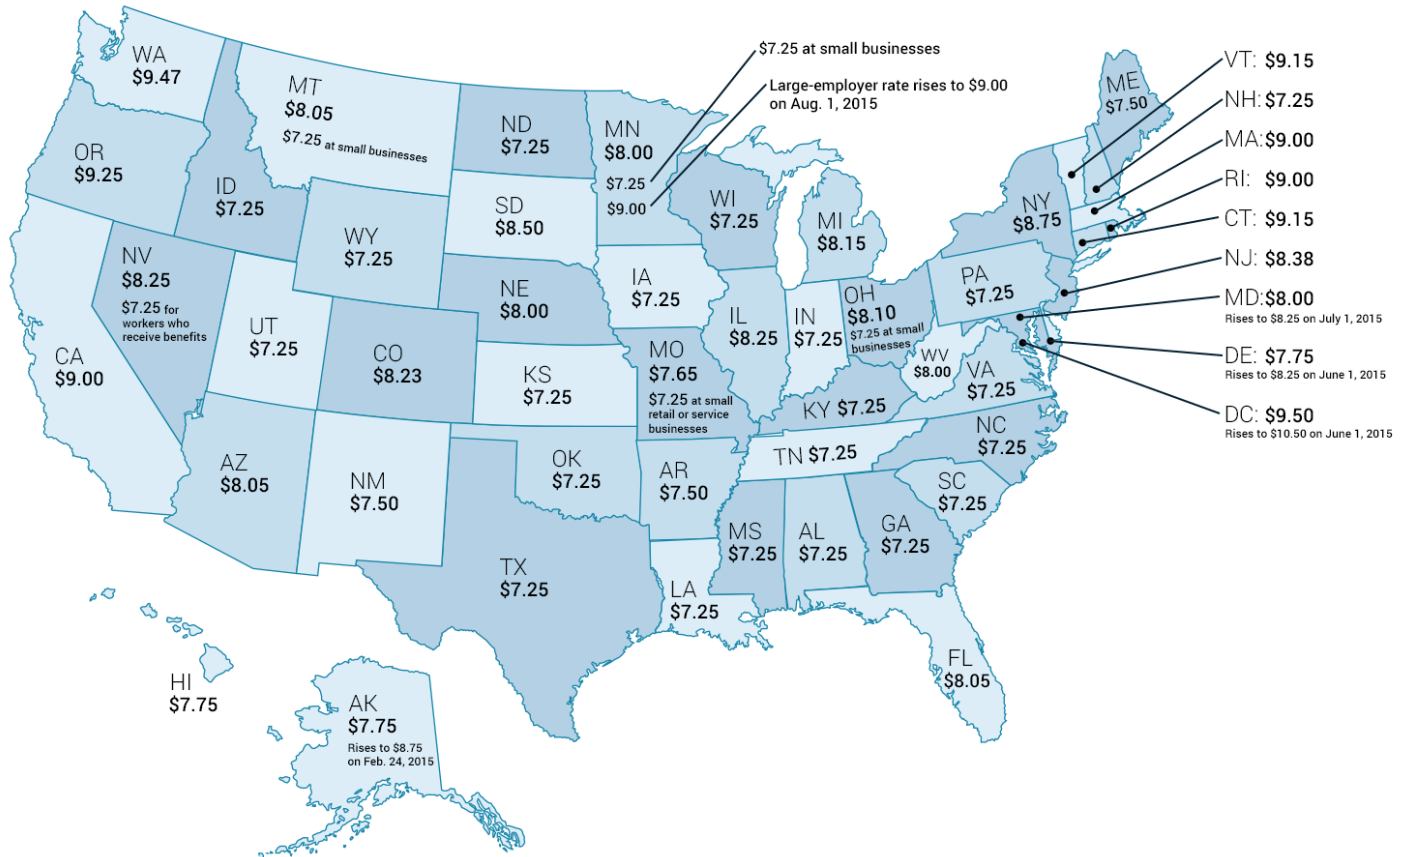 WA
$9.47
OR
$9.25
CA
$9.00
ID
$7.25
NV
$8.25
$7.25 for
workers who
receive benefits
MT
$8.05
$7.25 at small businesses
WY
$7.25
UT
$7.25
CO
$8.23
AZ
$8.05
NM
$7.50
ND
$7.25
SD
$8.50
NE
$8.00
KS
$7.25
OK
$7.25
TX
$7.25
MN
$8.00
$7.25
$9.00
$7.25 at small businesses
Large-employer rate rises to $9.00
on Aug. 1, 2015
IA
$7.25
MO
$7.65
$7.25 at small
retail or service
businesses
AR
$7.50
LA
$7.25
WI
$7.25
IL
$8.25
MI
$8.15
IN
$7.25
OH
$8.10
$7.25 at small
businesses
KY $7.25
TN $7.25
MS
$7.25
AL
$7.25
GA
$7.25
FL
$8.05
SC
$7.25
NC
$7.25
VA
$7.25
WV
$8.00
PA
$7.25
NY
$8.75
ME
$7.50
VT: $9.15
NH: $7.25
MA: $9.00
RI: $9.00
CT: $9.15
NJ: $8.38
MD: $8.00
Rises to $8.25 on July 1, 2015
DE: $7.75
Rises to $8.25 on June 1, 2015
DC: $9.50
Rises to $10.50 on June 1, 2015
HI
$7.75
AK
$7.75
Rises to $8.75
on Feb. 24, 2015